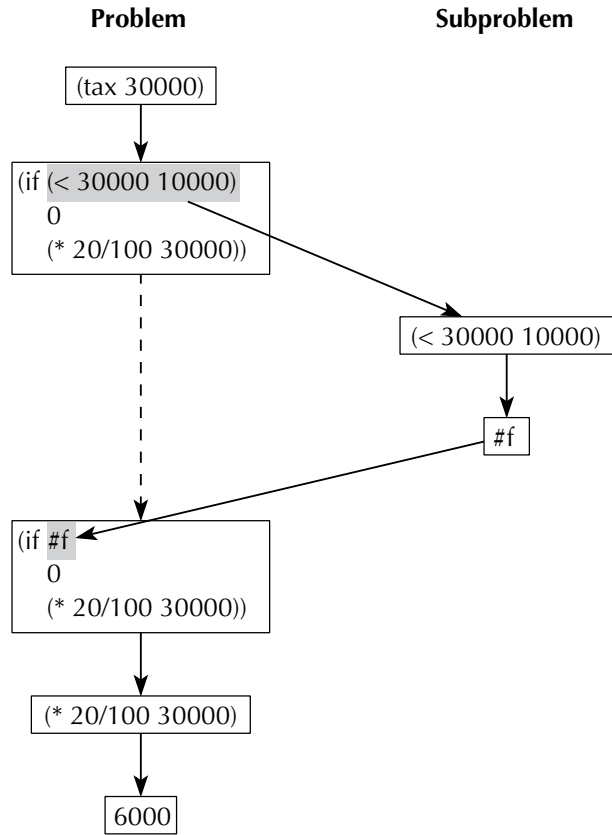 Problem
Subproblem
(tax 30000)
(if (< 30000 10000)
0
(* 20/100 30000))
(< 30000 10000)
#f
(if #f
0
(* 20/100 30000))
(* 20/100 30000)
6000